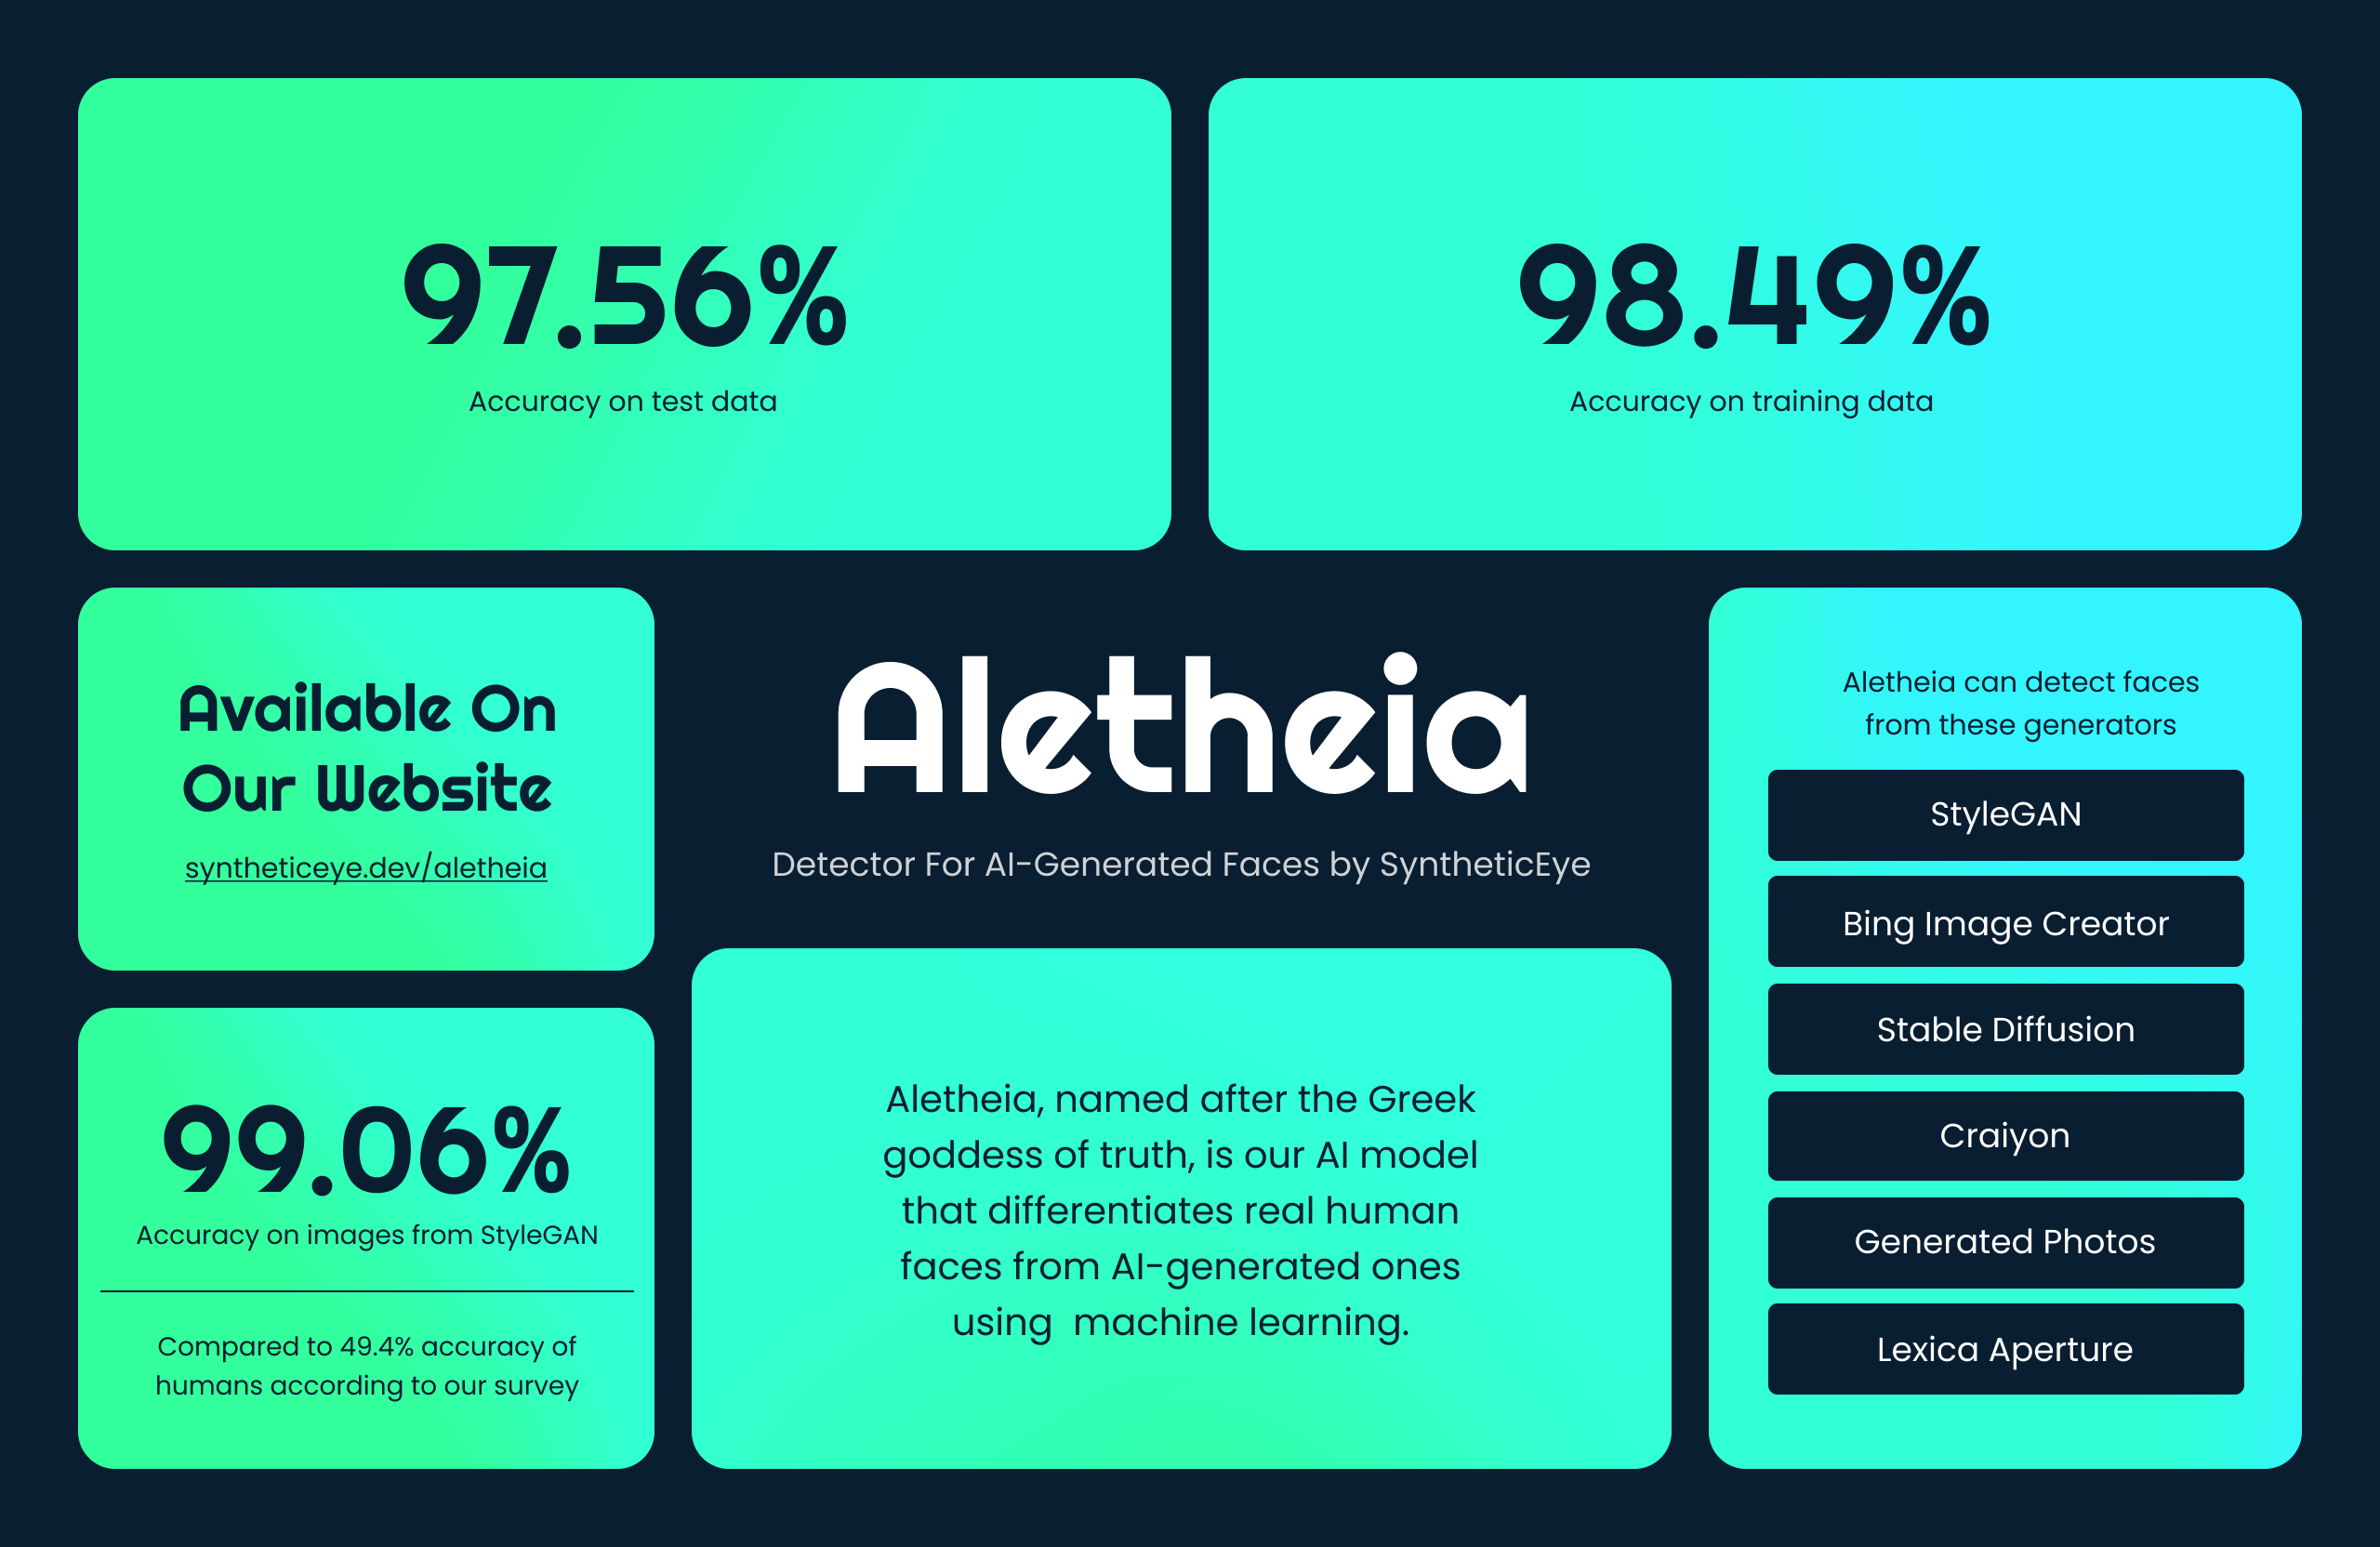 97.56%
Accuracy on test data
98.49%
Accuracy on training data
Available On
Our Website
syntheticeye.dev/aletheia
Aletheia
Detector For AI-Generated Faces by SyntheticEye
Aletheia can detect faces
from these generators
StyleGAN
Bing Image Creator
Stable Diffusion
Craiyon
Generated Photos
Lexica Aperture
99.06%
Accuracy on images from StyleGAN
Compared to 49.4% accuracy of
humans according to our survey
Aletheia, named after the Greek
goddess of truth, is our AI model
that differentiates real human
faces from AI-generated ones
using  machine learning.